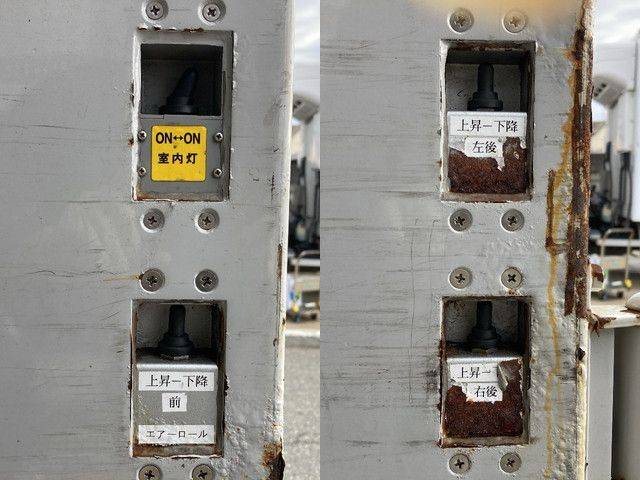 ON↔ON
室内灯
上昇ー下降
前
エアーロール
上昇ー下降
左後
上昇ー
右後